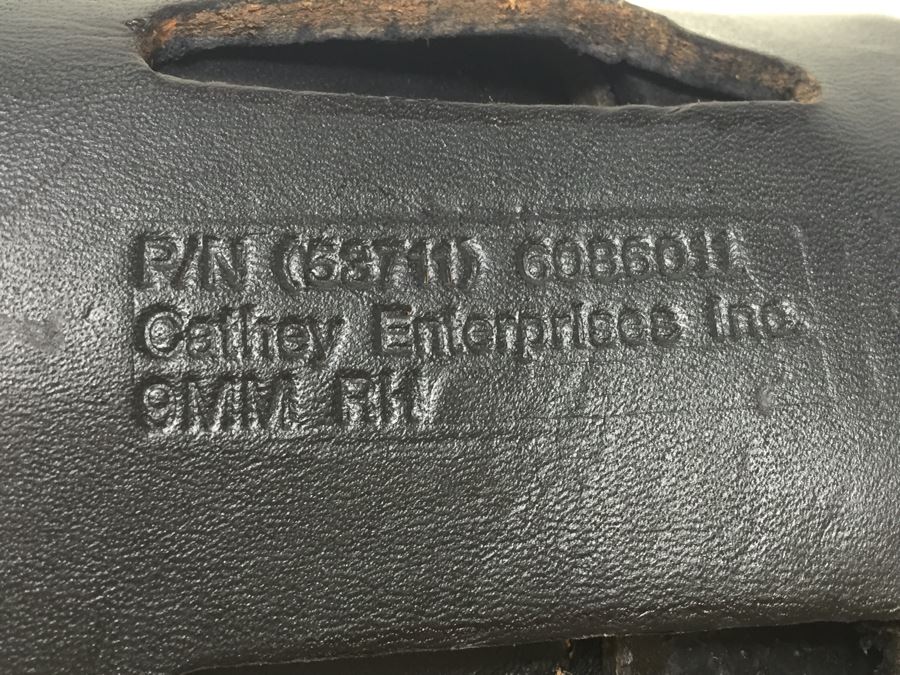 P/N (53711) 6086011
Cathey Enterprises Inc.
9MM RH